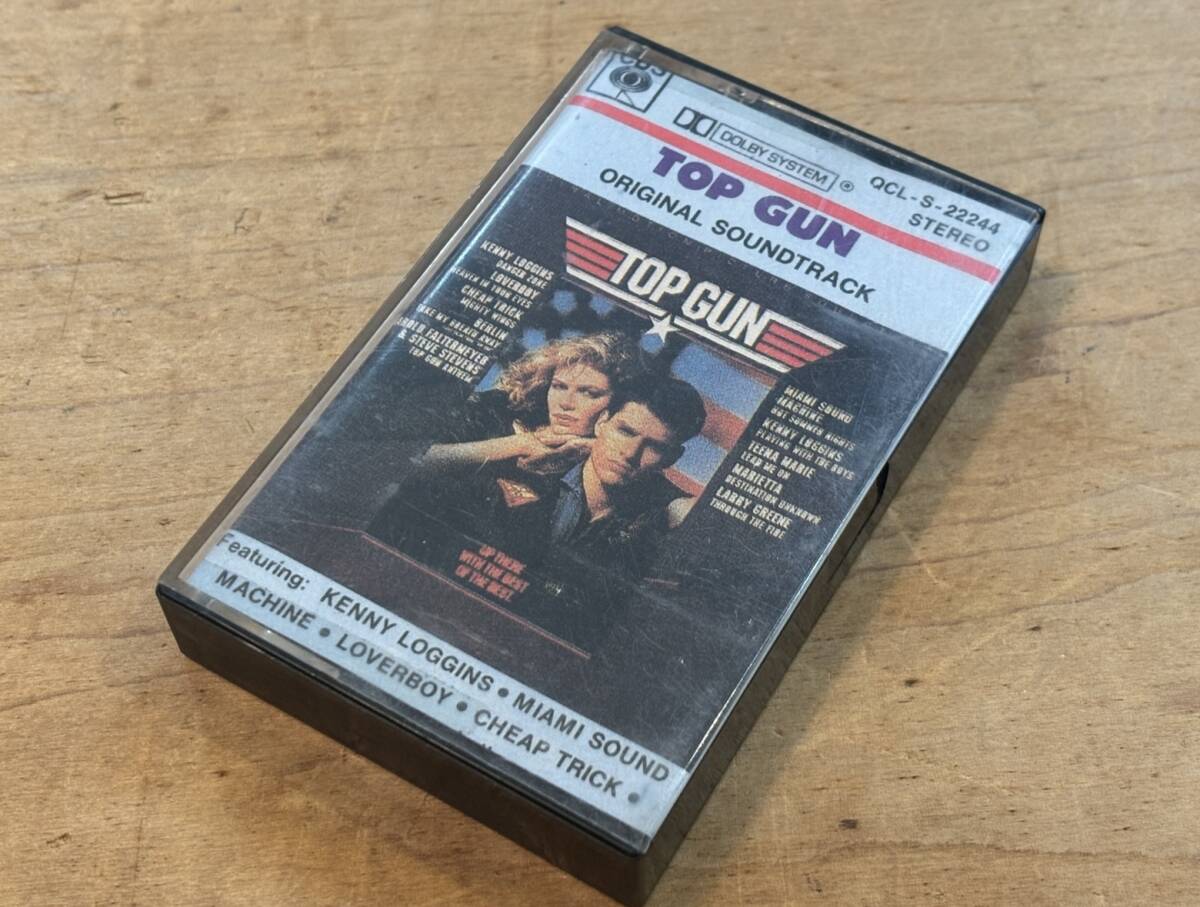 CBS
DOLBY SYSTEM ®
QCL-S-22244
STEREO
TOP GUN
ORIGINAL SOUNDTRACK
TOP GUN
KENNY LOGGINS
DANGER ZONE
LOVERBOY
HEAVEN IN YOUR EYES
CHEAP TRICK
MIGHTY WINGS
BERLIN
TAKE MY BREATH AWAY
HAROLD FALTERMEYER
& STEVE STEVENS
TOP GUN ANTHEM
MIAMI SOUND
MACHINE
HOT SUMMER NIGHTS
KENNY LOGGINS
PLAYING WITH THE BOYS
TEENA MARIE
LEAD ME ON
MARIETTA
DESTINATION UNKNOWN
LARRY GREENE
THROUGH THE FIRE
UP THERE
WITH THE BEST
OF THE BEST.
Featuring: KENNY LOGGINS • MIAMI SOUND
MACHINE • LOVERBOY • CHEAP TRICK •